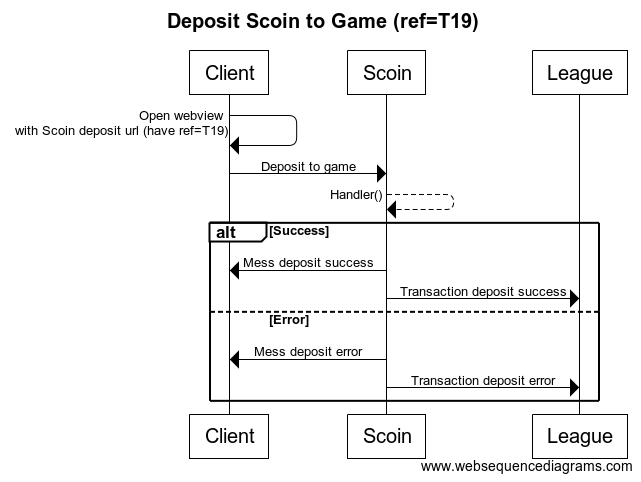 Deposit Scoin to Game (ref=T19)
Client
Scoin
League
Open webview
with Scoin deposit url (have ref=T19)
Deposit to game
Handler()
alt
[Success]
Mess deposit success
Transaction deposit success
[Error]
Mess deposit error
Transaction deposit error
Client
Scoin
League
www.websequencediagrams.com